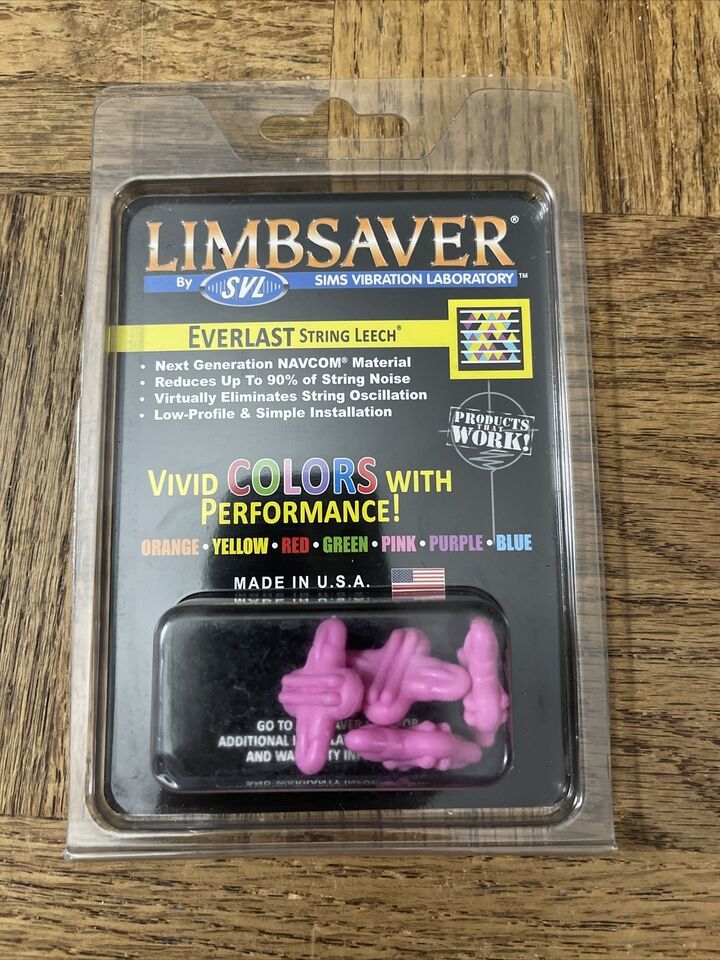 LIMBSAVER®
By SVL SIMS VIBRATION LABORATORY™
EVERLAST STRING LEECH®
• Next Generation NAVCOM® Material
• Reduces Up To 90% of String Noise
• Virtually Eliminates String Oscillation
• Low-Profile & Simple Installation
PRODUCTS
THAT
WORK!
VIVID COLORS WITH
PERFORMANCE!
ORANGE • YELLOW • RED • GREEN • PINK • PURPLE • BLUE
MADE IN U.S.A.
GO TO
ADDITIONAL
AND